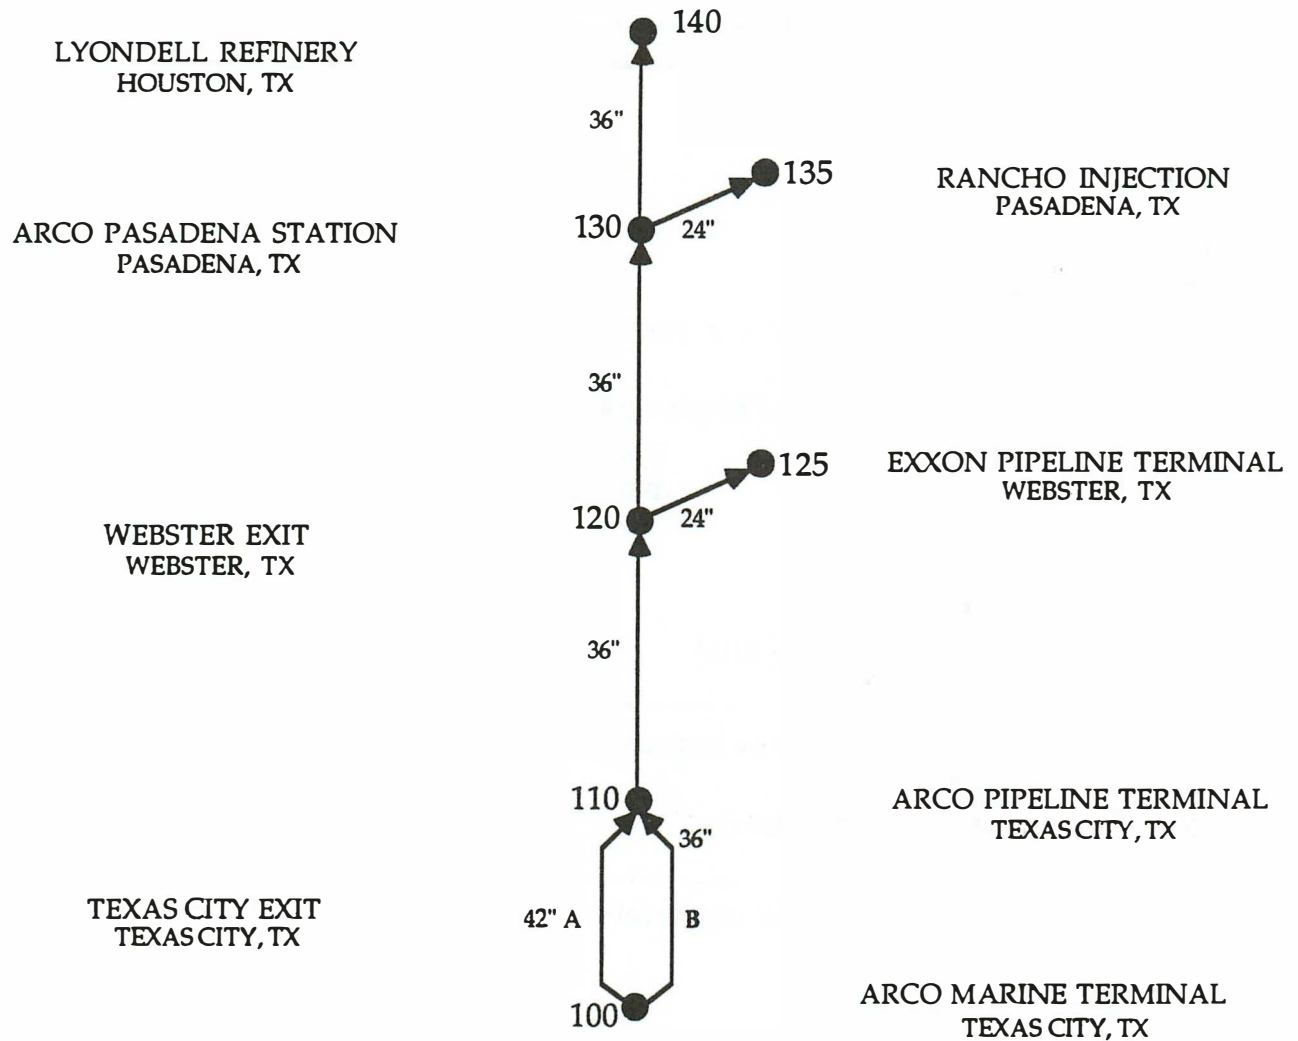 140
LYONDELL REFINERY
HOUSTON, TX
36"
135
RANCHO INJECTION
PASADENA, TX
130
24"
ARCO PASADENA STATION
PASADENA, TX
36"
125
EXXON PIPELINE TERMINAL
WEBSTER, TX
120
24"
WEBSTER EXIT
WEBSTER, TX
36"
110
ARCO PIPELINE TERMINAL
TEXAS CITY, TX
36"
TEXAS CITY EXIT
TEXAS CITY, TX
42" A
B
100
ARCO MARINE TERMINAL
TEXAS CITY, TX